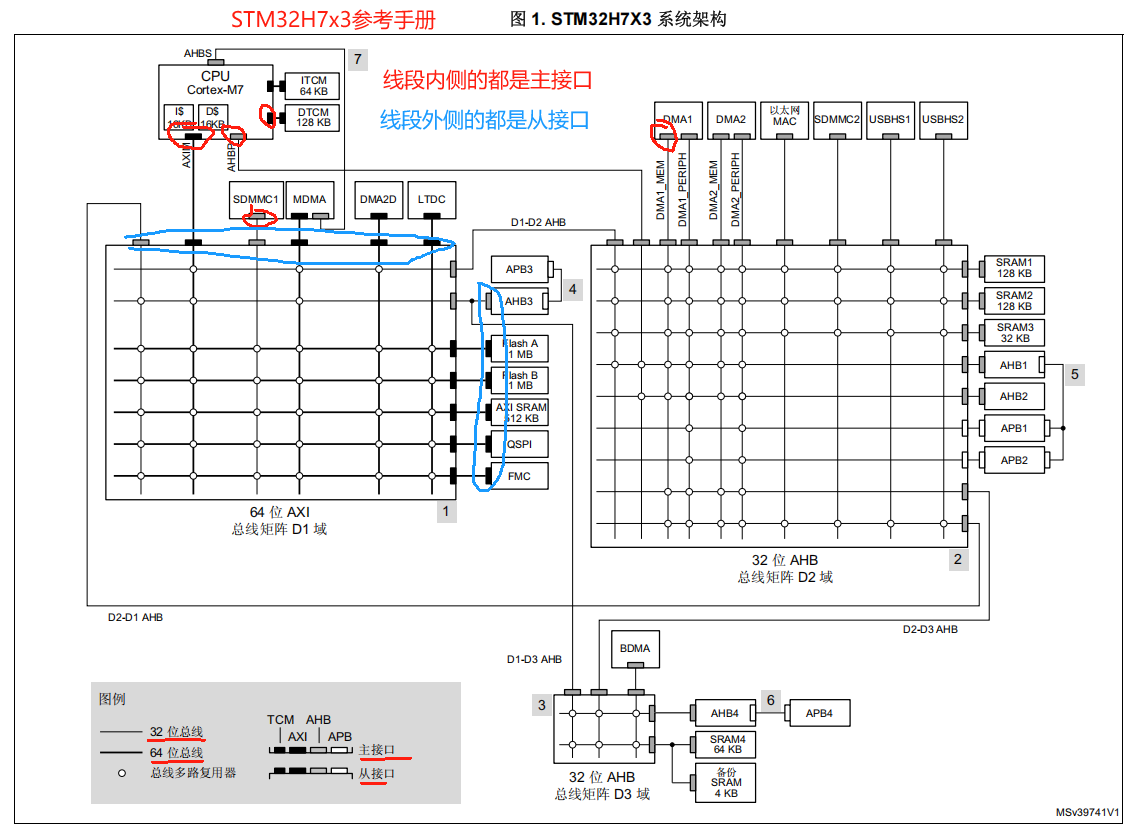 STM32H7x3参考手册
图 1. STM32H7X3 系统架构
AHBS
7
CPU
Cortex-M7
I$
16KB
D$
16KB
ITCM
64 KB
DTCM
128 KB
线段内侧的都是主接口
线段外侧的都是从接口
AXIM
AHBP
DMA1
DMA2
以太网
MAC
SDMMC2
USBHS1
USBHS2
DMA1_MEM
DMA1_PERIPH
DMA2_MEM
DMA2_PERIPH
SDMMC1
MDMA
DMA2D
LTDC
D1-D2 AHB
APB3
4
AHB3
Flash A
1 MB
Flash B
1 MB
AXI SRAM
512 KB
QSPI
FMC
SRAM1
128 KB
SRAM2
128 KB
SRAM3
32 KB
AHB1
5
AHB2
APB1
APB2
64 位 AXI
总线矩阵 D1 域
1
32 位 AHB
总线矩阵 D2 域
2
D2-D1 AHB
D2-D3 AHB
D1-D3 AHB
BDMA
3
AHB4
6
APB4
SRAM4
64 KB
备份
SRAM
4 KB
32 位 AHB
总线矩阵 D3 域
图例
32 位总线
64 位总线
总线多路复用器
TCM AHB
AXI APB
主接口
从接口
MSv39741V1